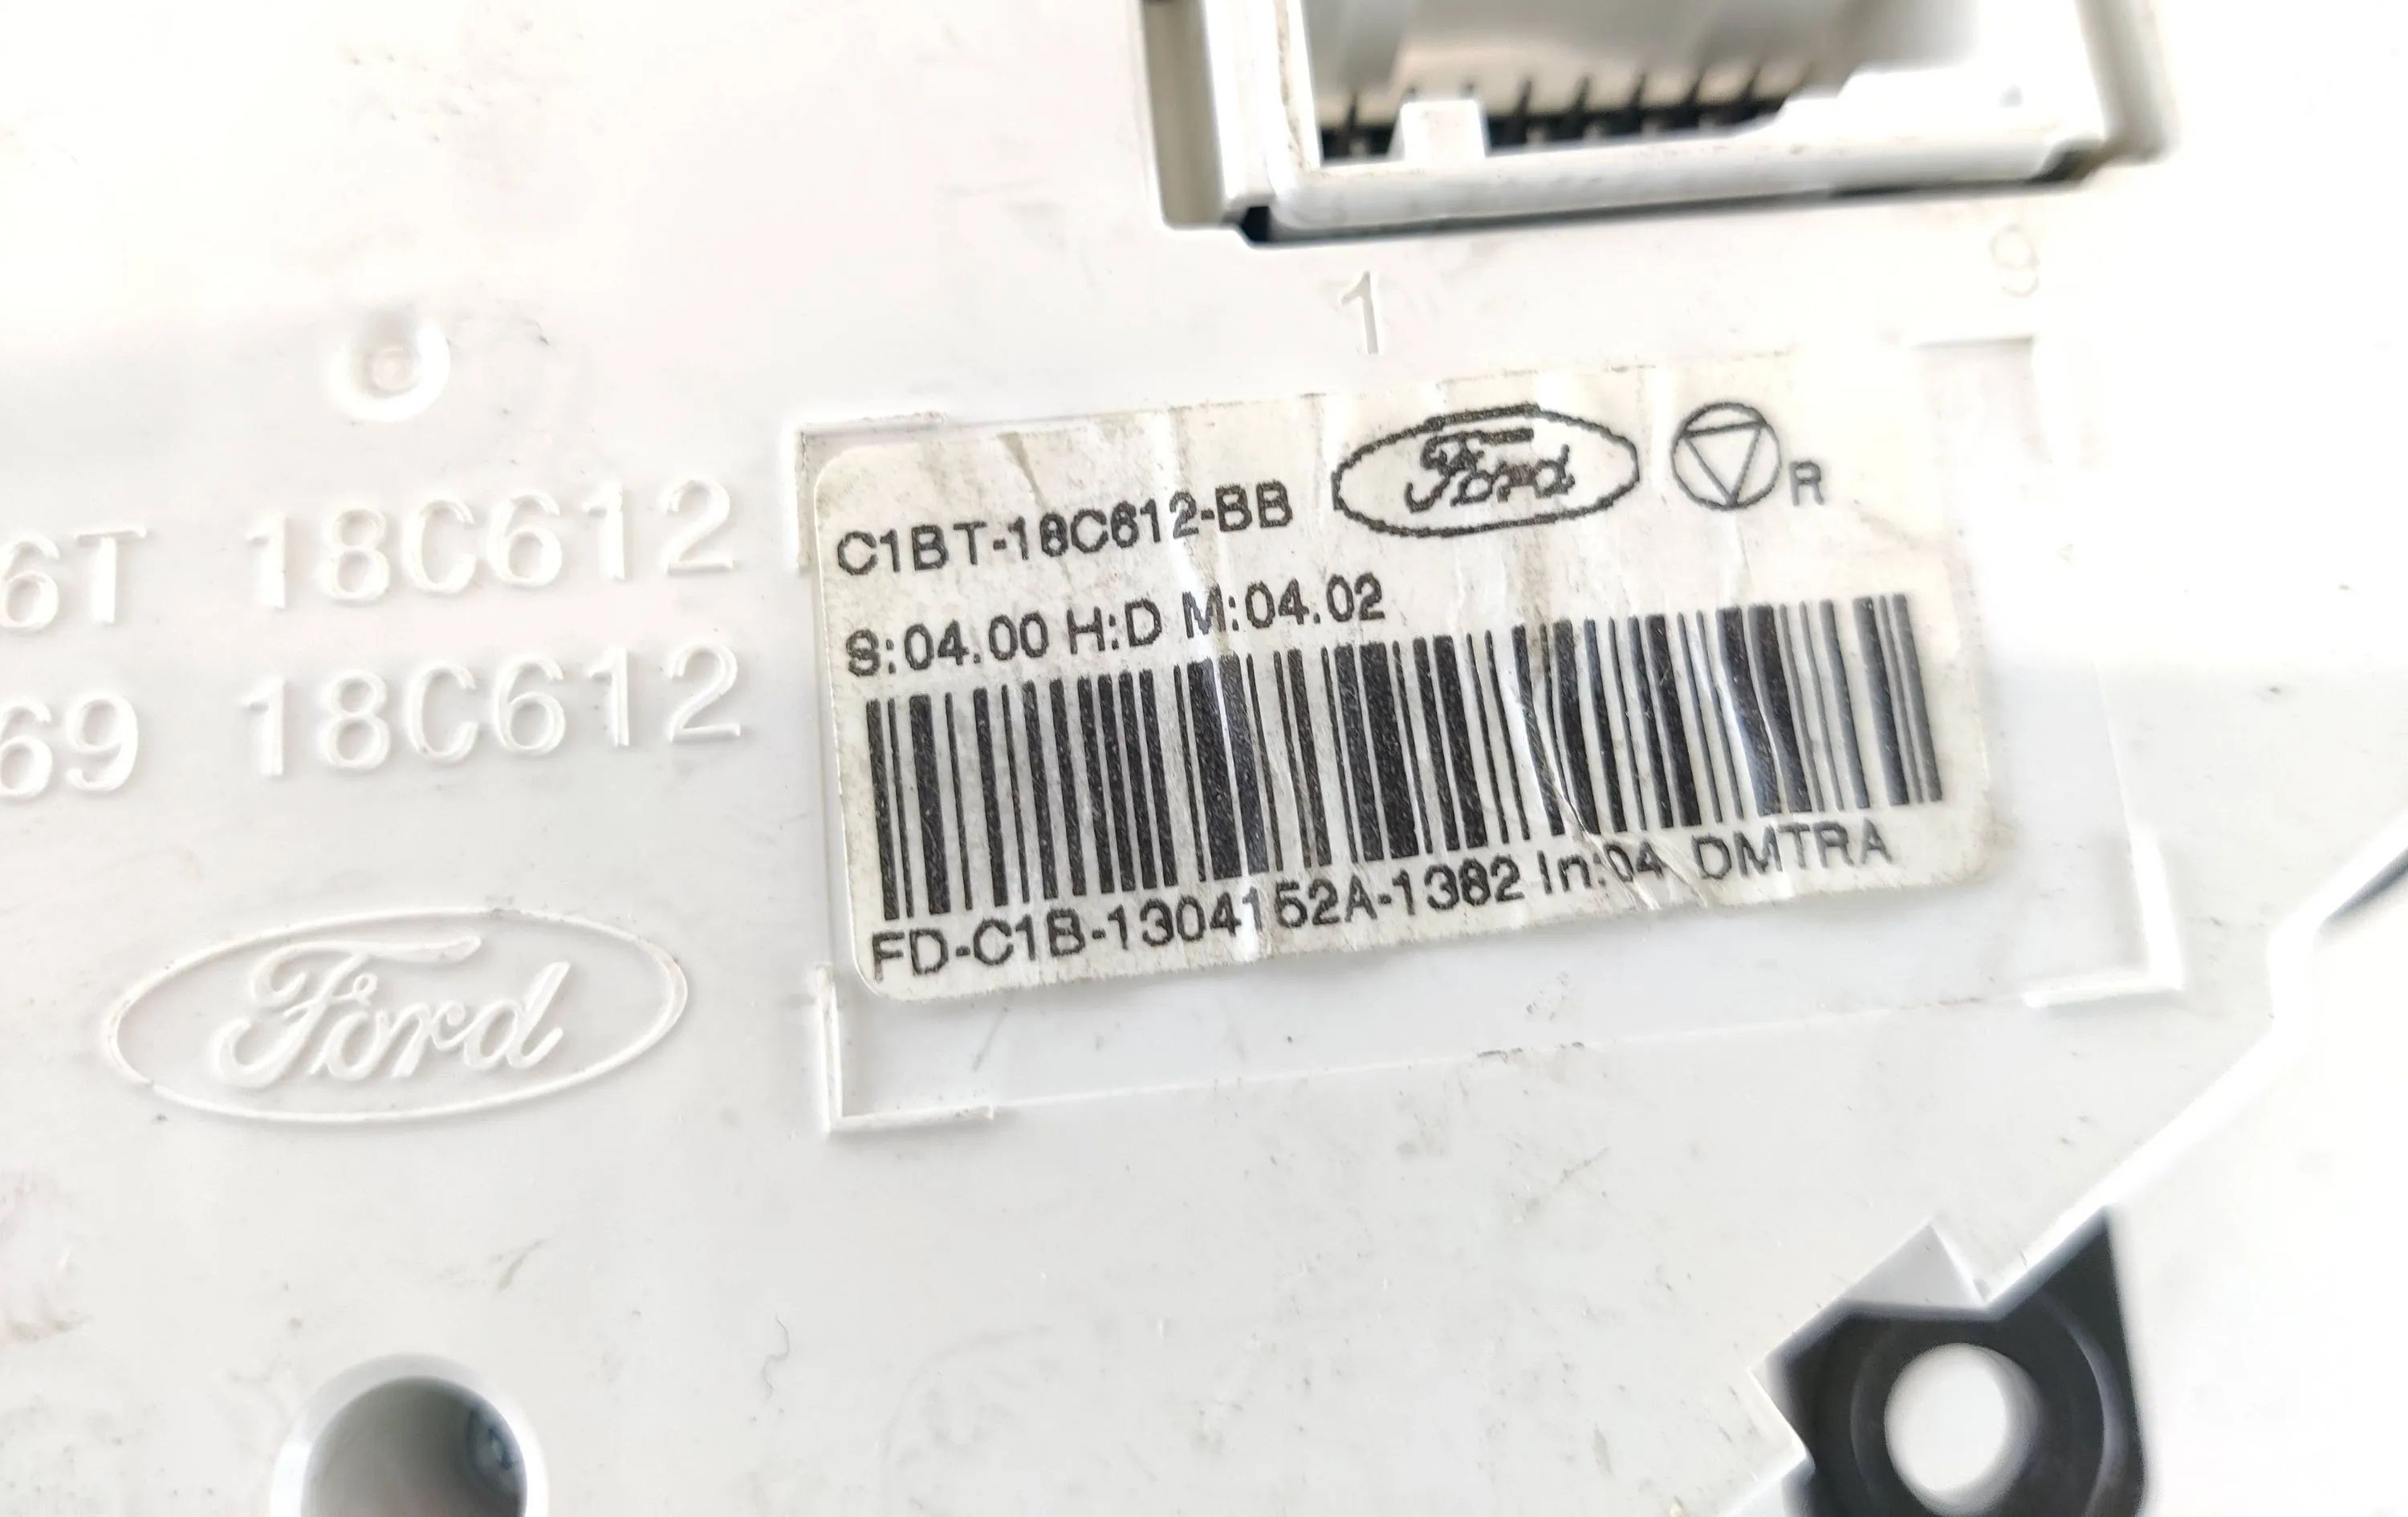 1
9
6T 18C612
69 18C612
Ford
C1BT-18C612-BB Ford R
S:04.00 H:D M:04.02
FD-C1B-1304152A-1382 In:04 DMTRA